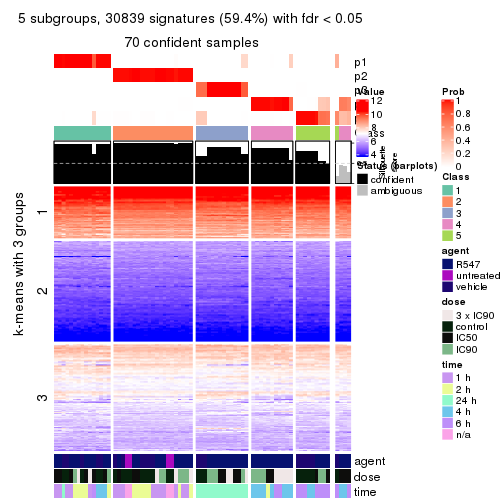 5 subgroups, 30839 signatures (59.4%) with fdr < 0.05
70 confident samples
p1
p2
Value
12
10
8
6
4
Status (barplots)
confident
ambiguous
Silhouette
score
k-means with 3 groups
1
2
3
agent
dose
time
Prob
1
0.8
0.6
0.4
0.2
0
Class
1
2
3
4
5
agent
R547
untreated
vehicle
dose
3 x IC90
control
IC50
IC90
time
1 h
2 h
24 h
4 h
6 h
n/a